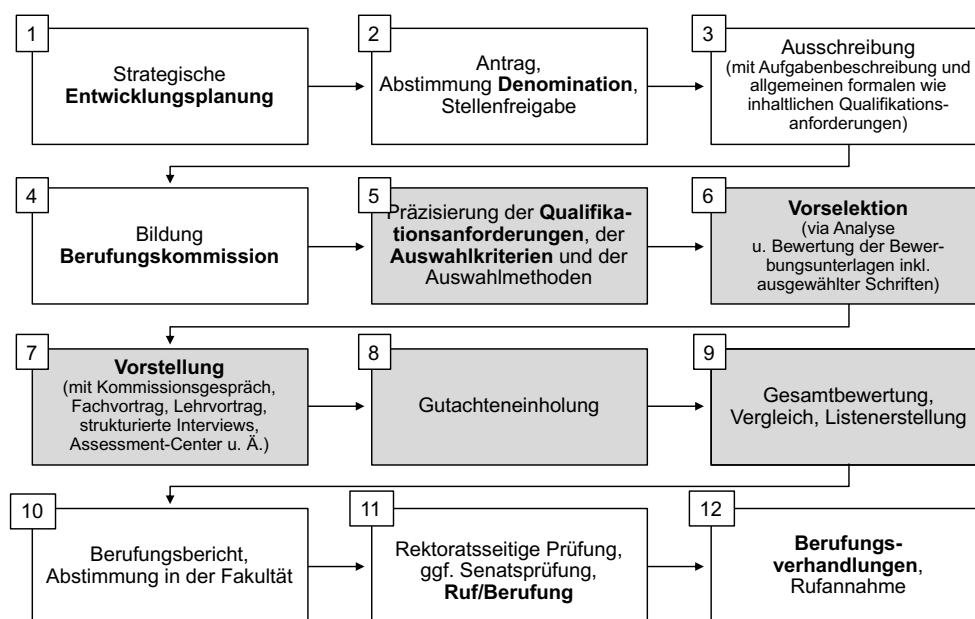 1
Strategische
Entwicklungsplanung
2
Antrag,
Abstimmung Denomination,
Stellenfreigabe
3
Ausschreibung
(mit Aufgabenbeschreibung und
allgemeinen formalen wie
inhaltlichen Qualifikations-
anforderungen)
4
Bildung
Berufungskommission
5
Präzisierung der Qualifika-
tionsanforderungen, der
Auswahlkriterien und der
Auswahlmethoden
6
Vorselektion
(via Analyse
u. Bewertung der Bewer-
bungsunterlagen inkl.
ausgewählter Schriften)
7
Vorstellung
(mit Kommissionsgespräch,
Fachvortrag, Lehrvortrag,
strukturierte Interviews,
Assessment-Center u. Ä.)
8
Gutachteneinholung
9
Gesamtbewertung,
Vergleich, Listenerstellung
10
Berufungsbericht,
Abstimmung in der Fakultät
11
Rektoratsseitige Prüfung,
ggf. Senatsprüfung,
Ruf/Berufung
12
Berufungs-
verhandlungen,
Rufannahme